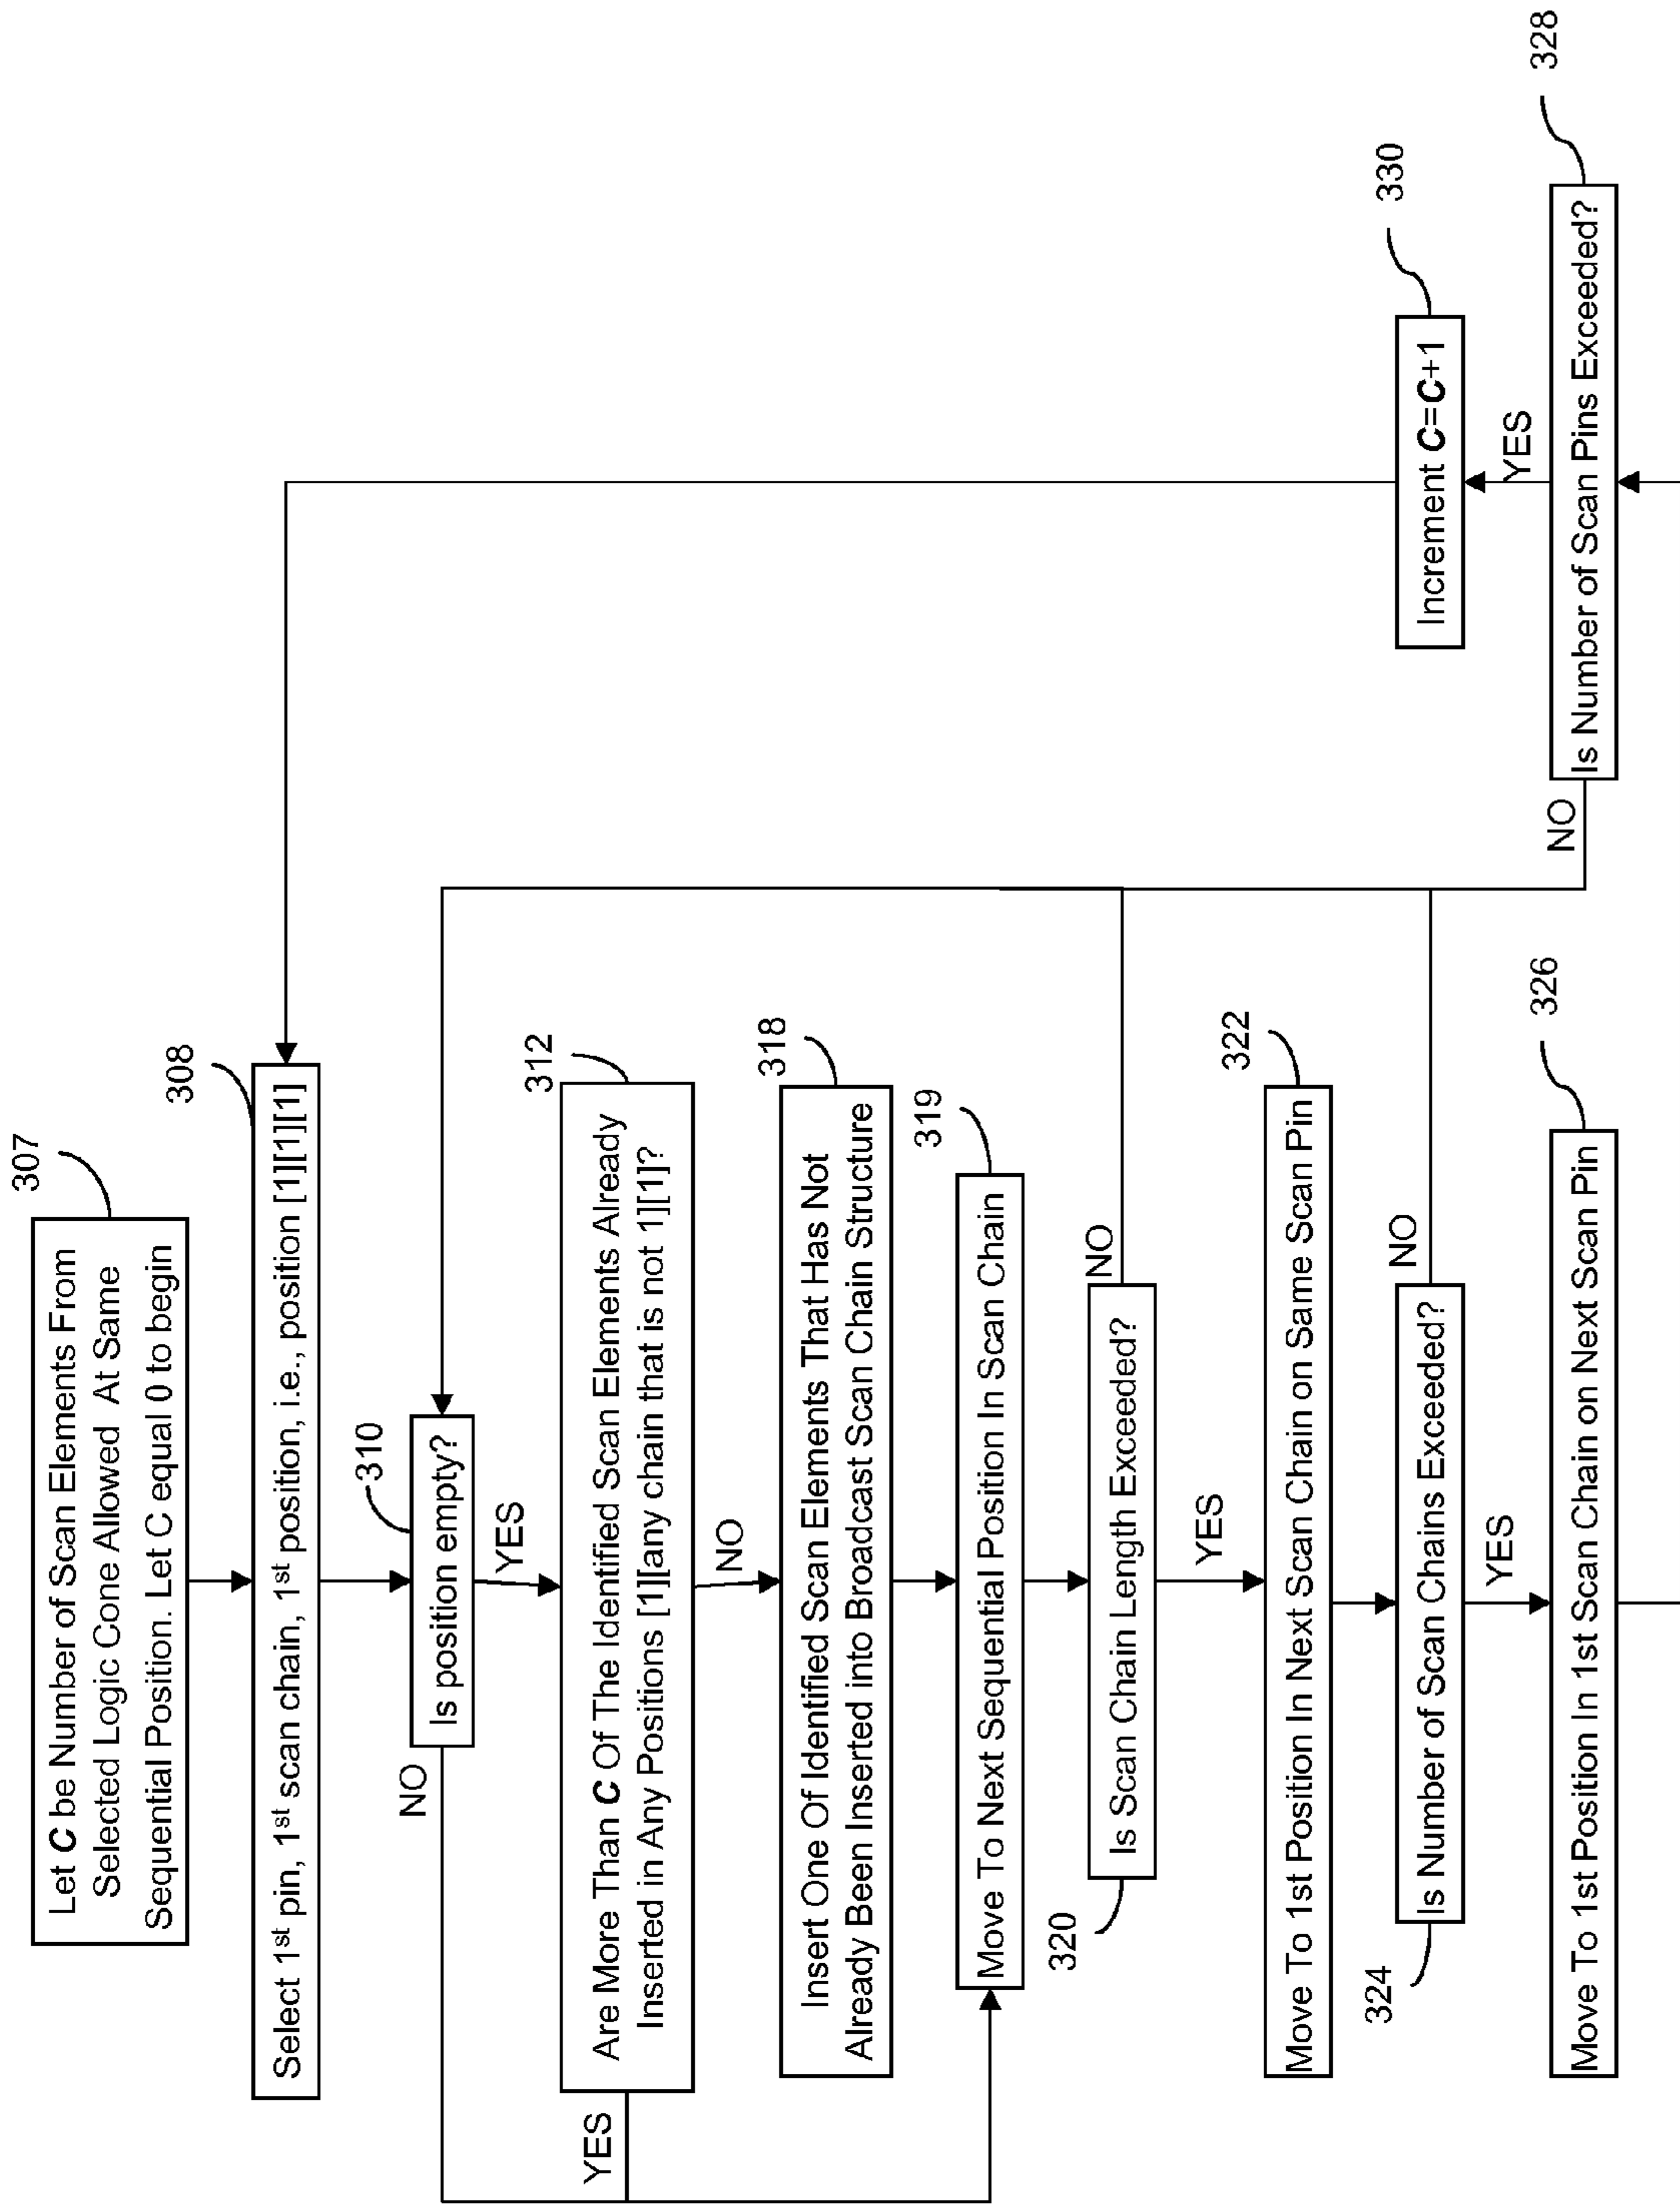 307
Let C be Number of Scan Elements From
Selected Logic Cone Allowed At Same
Sequential Position. Let C equal 0 to begin
308
Select 1st pin, 1st scan chain, 1st position, i.e., position [1][1][1]
310
Is position empty?
NO
YES
312
Are More Than C Of The Identified Scan Elements Already
Inserted in Any Positions [1][any chain that is not 1][1]?
YES
NO
318
Insert One Of Identified Scan Elements That Has Not
Already Been Inserted into Broadcast Scan Chain Structure
319
Move To Next Sequential Position In Scan Chain
320
Is Scan Chain Length Exceeded?
NO
YES
322
Move To 1st Position In Next Scan Chain on Same Scan Pin
324
Is Number of Scan Chains Exceeded?
NO
YES
326
Move To 1st Position In 1st Scan Chain on Next Scan Pin
328
Is Number of Scan Pins Exceeded?
NO
YES
330
Increment C=C+1